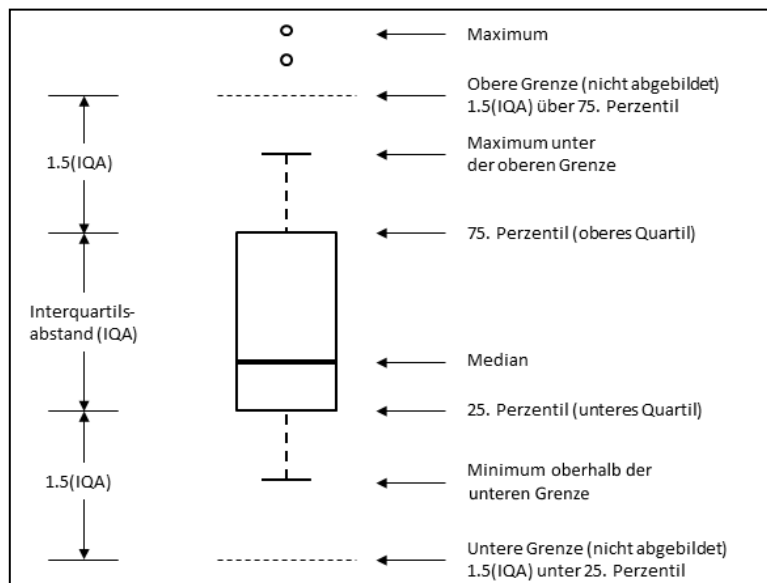 Maximum
Obere Grenze (nicht abgebildet)
1.5(IQA) über 75. Perzentil
1.5(IQA)
Maximum unter
der oberen Grenze
75. Perzentil (oberes Quartil)
Interquartils-
abstand (IQA)
Median
25. Perzentil (unteres Quartil)
1.5(IQA)
Minimum oberhalb der
unteren Grenze
Untere Grenze (nicht abgebildet)
1.5(IQA) unter 25. Perzentil